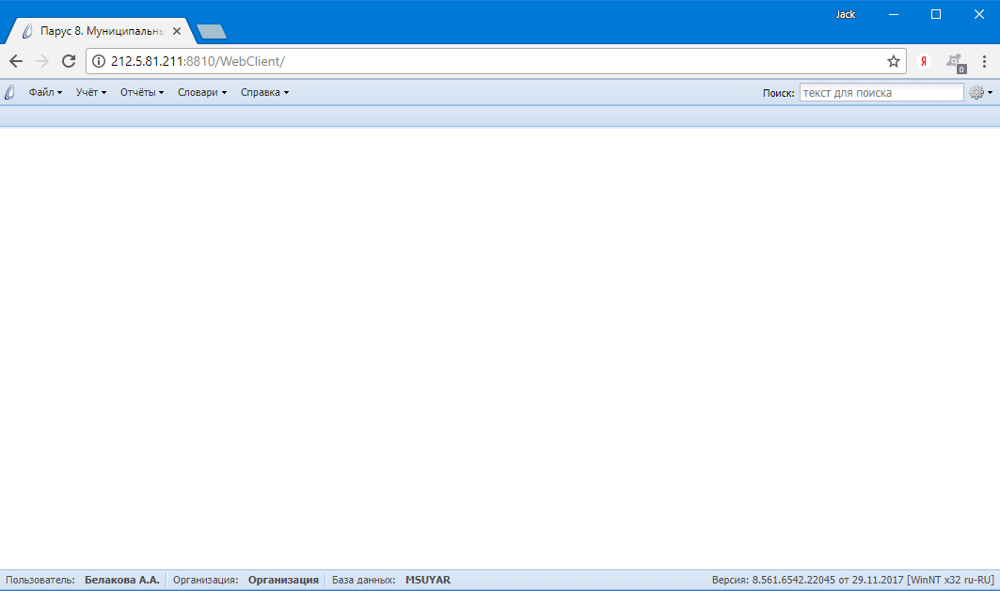 Jack
Парус 8. Муниципальны
212.5.81.211:8810/WebClient/
Я
0
Файл Учёт Отчёты Словари Справка Поиск: текст для поиска
Пользователь: Белакова А.А. Организация: Организация База данных: MSUYAR Версия: 8.561.6542.22045 от 29.11.2017 [WinNT x32 ru-RU]